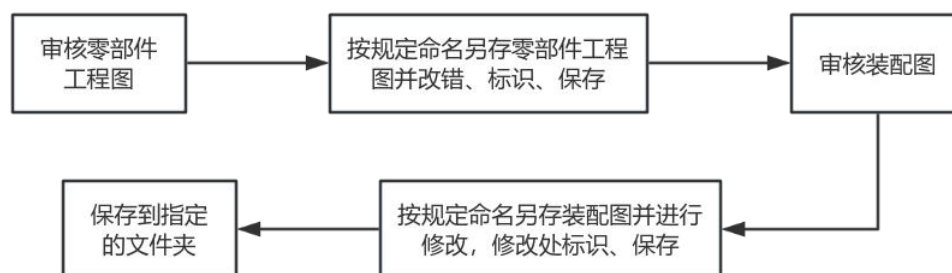 审核零部件
工程图
按规定命名另存零部件工程
图并改错、标识、保存
审核装配图
按规定命名另存装配图并进行
修改，修改处标识、保存
保存到指定
的文件夹